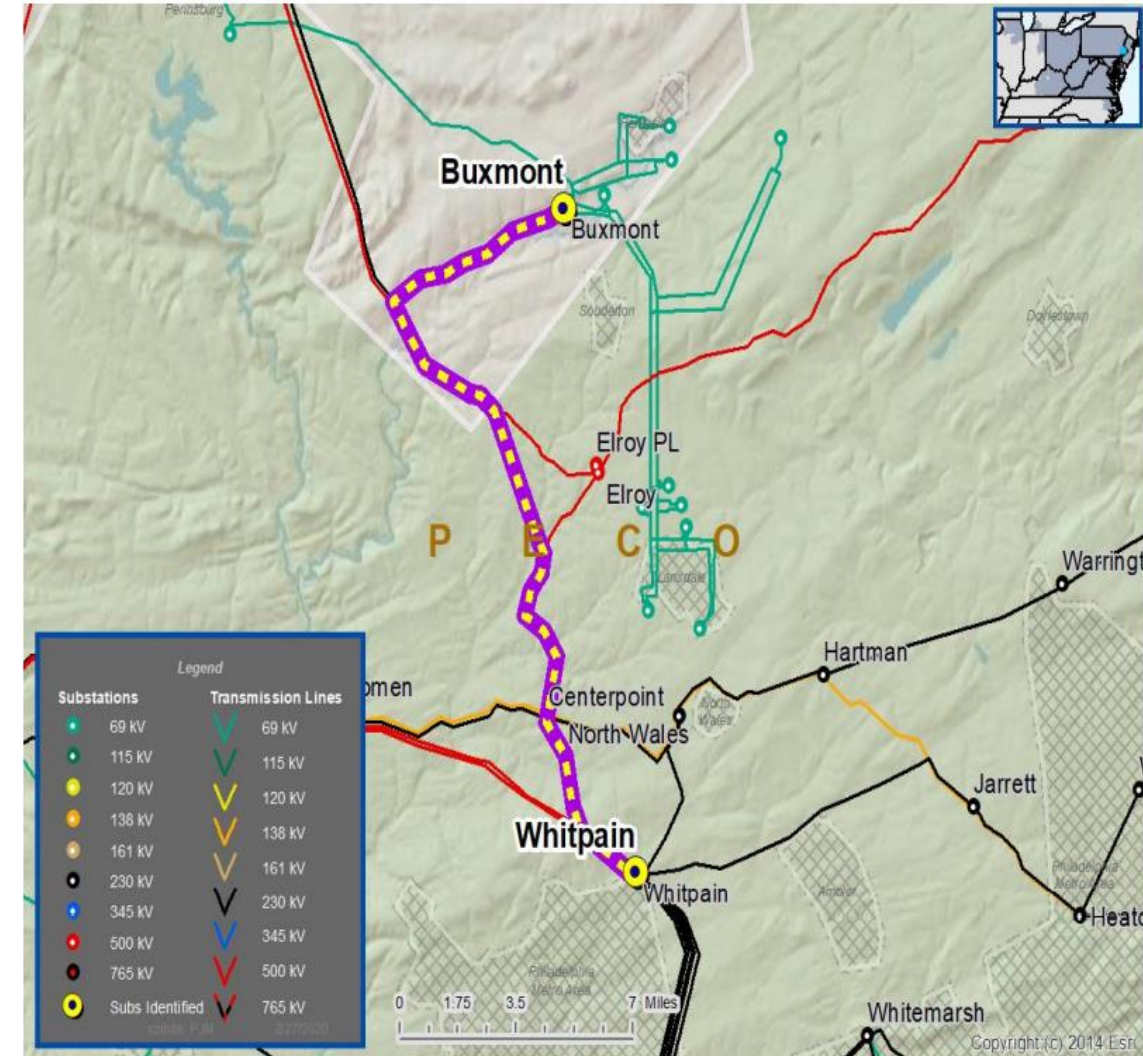 Buxmont
Buxmont
Souderton
Doylestown
Elroy PL
Elroy
P E C O
Lansdale
Warringt
Hartman
omen
Centerpoint
North Wales
North
Wales
Jarrett
Whitpain
Whitpain
Ambler
Philadelphia
Metro Area
Heato
Philadelphia
Metro Area
Whitemarsh
Legend
Substations Transmission Lines
69 kV 69 kV
115 kV 115 kV
120 kV 120 kV
138 kV 138 kV
161 kV 161 kV
230 kV 230 kV
345 kV 345 kV
500 kV 500 kV
765 kV 765 kV
Subs Identified
0 1.75 3.5 7 Miles
Copyright:(c) 2014 Esri